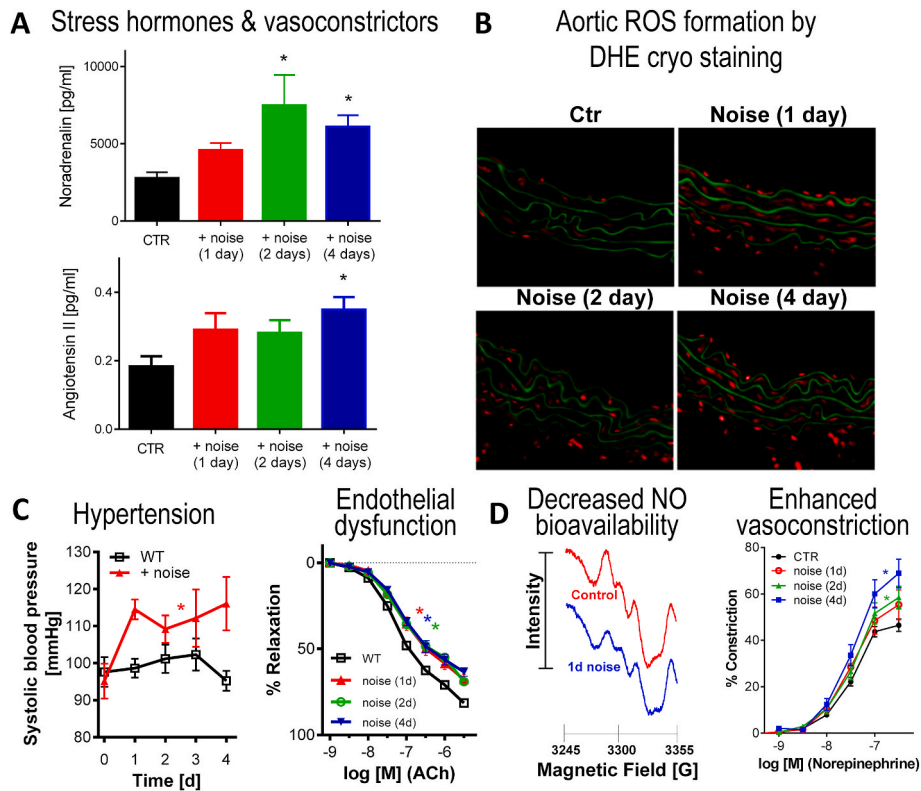 A Stress hormones & vasoconstrictors
Noradrenalin [pg/ml]
10000
5000
0
*
*
CTR
+ noise
(1 day)
+ noise
(2 days)
+ noise
(4 days)
Angiotensin II [pg/ml]
0.4
0.2
0.0
*
CTR
+ noise
(1 day)
+ noise
(2 days)
+ noise
(4 days)
B Aortic ROS formation by
DHE cryo staining
Ctr
Noise (1 day)
Noise (2 day)
Noise (4 day)
C Hypertension
Systolic blood pressure
[mmHg]
130
120
110
100
90
80
WT
+ noise
*
0 1 2 3 4
Time [d]
Endothelial
dysfunction
% Relaxation
0
50
100
* * *
WT
noise (1d)
noise (2d)
noise (4d)
-9 -8 -7 -6
log [M] (ACh)
D Decreased NO
bioavailability
Intensity
Control
1d noise
3245 3300 3355
Magnetic Field [G]
Enhanced
vasoconstriction
% Constriction
80
60
40
20
0
CTR
noise (1d)
noise (2d)
noise (4d)
*
*
-9 -8 -7
log [M] (Norepinephrine)